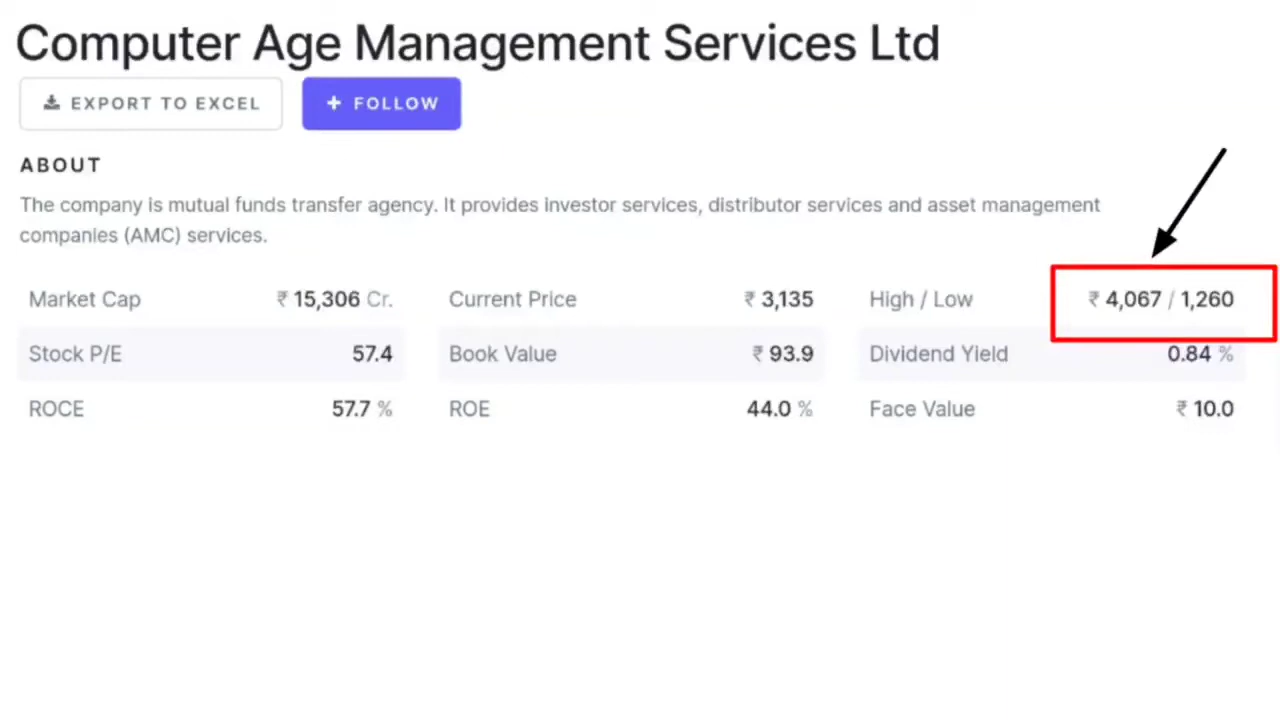 Computer Age Management Services Ltd
EXPORT TO EXCEL + FOLLOW
ABOUT
The company is mutual funds transfer agency. It provides investor services, distributor services and asset management
companies (AMC) services.
Market Cap ₹ 15,306 Cr. Current Price ₹ 3,135 High / Low ₹ 4,067 / 1,260
Stock P/E 57.4 Book Value ₹ 93.9 Dividend Yield 0.84 %
ROCE 57.7 % ROE 44.0 % Face Value ₹ 10.0